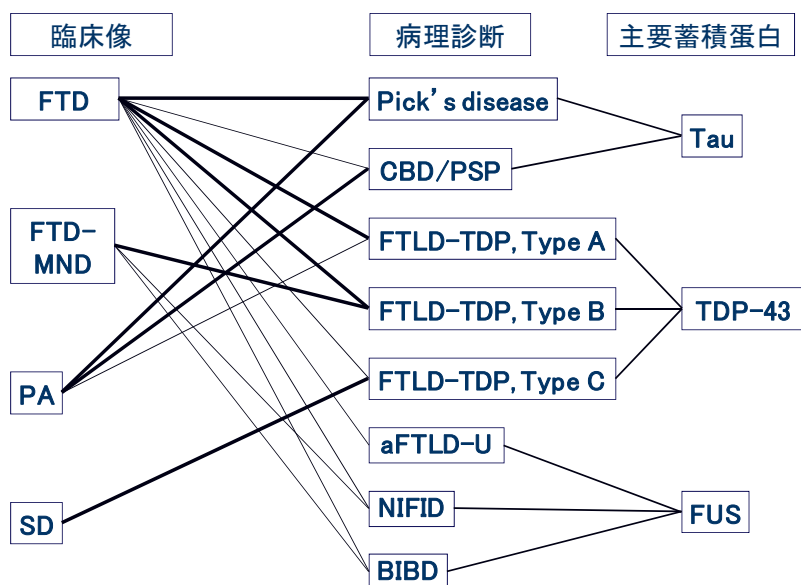 臨床像
病理診断
主要蓄積蛋白
FTD
Pick's disease
Tau
CBD/PSP
FTD-
MND
FTLD-TDP, Type A
FTLD-TDP, Type B
TDP-43
PA
FTLD-TDP, Type C
aFTLD-U
SD
NIFID
FUS
BIBD